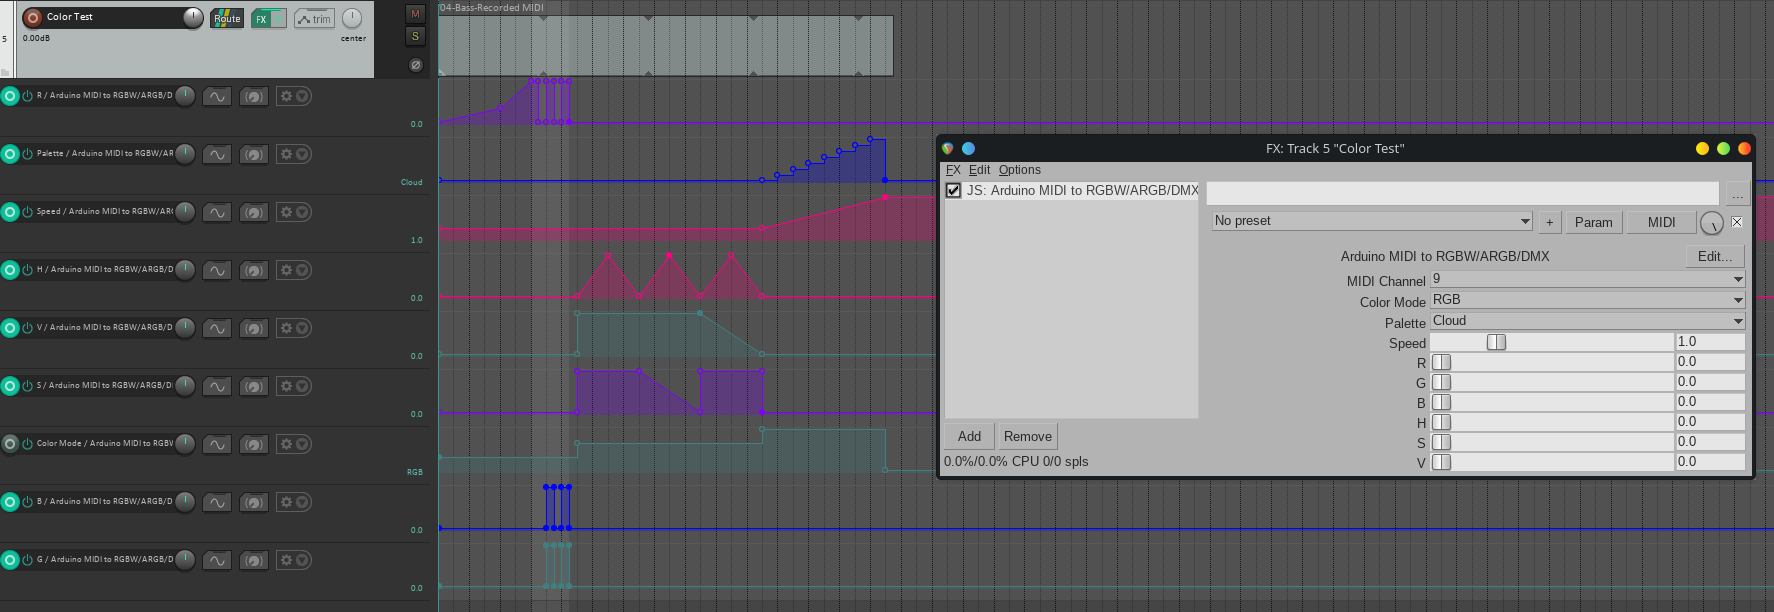 Color Test
Route
FX
trim
M
S
0.00dB
center
5
04-Bass-Recorded MIDI
R / Arduino MIDI to RGBW/ARGB/D
0.0
Palette / Arduino MIDI to RGBW/AR
Cloud
Speed / Arduino MIDI to RGBW/AR
1.0
H / Arduino MIDI to RGBW/ARGB/D
0.0
V / Arduino MIDI to RGBW/ARGB/D
0.0
S / Arduino MIDI to RGBW/ARGB/D
0.0
Color Mode / Arduino MIDI to RGBW
RGB
B / Arduino MIDI to RGBW/ARGB/D
0.0
G / Arduino MIDI to RGBW/ARGB/D
0.0
FX: Track 5 "Color Test"
FX Edit Options
JS: Arduino MIDI to RGBW/ARGB/DMX
...
No preset
+
Param
MIDI
Arduino MIDI to RGBW/ARGB/DMX
Edit...
MIDI Channel 9
Color Mode RGB
Palette Cloud
Speed 1.0
R 0.0
G 0.0
B 0.0
H 0.0
S 0.0
V 0.0
Add Remove
0.0%/0.0% CPU 0/0 spls